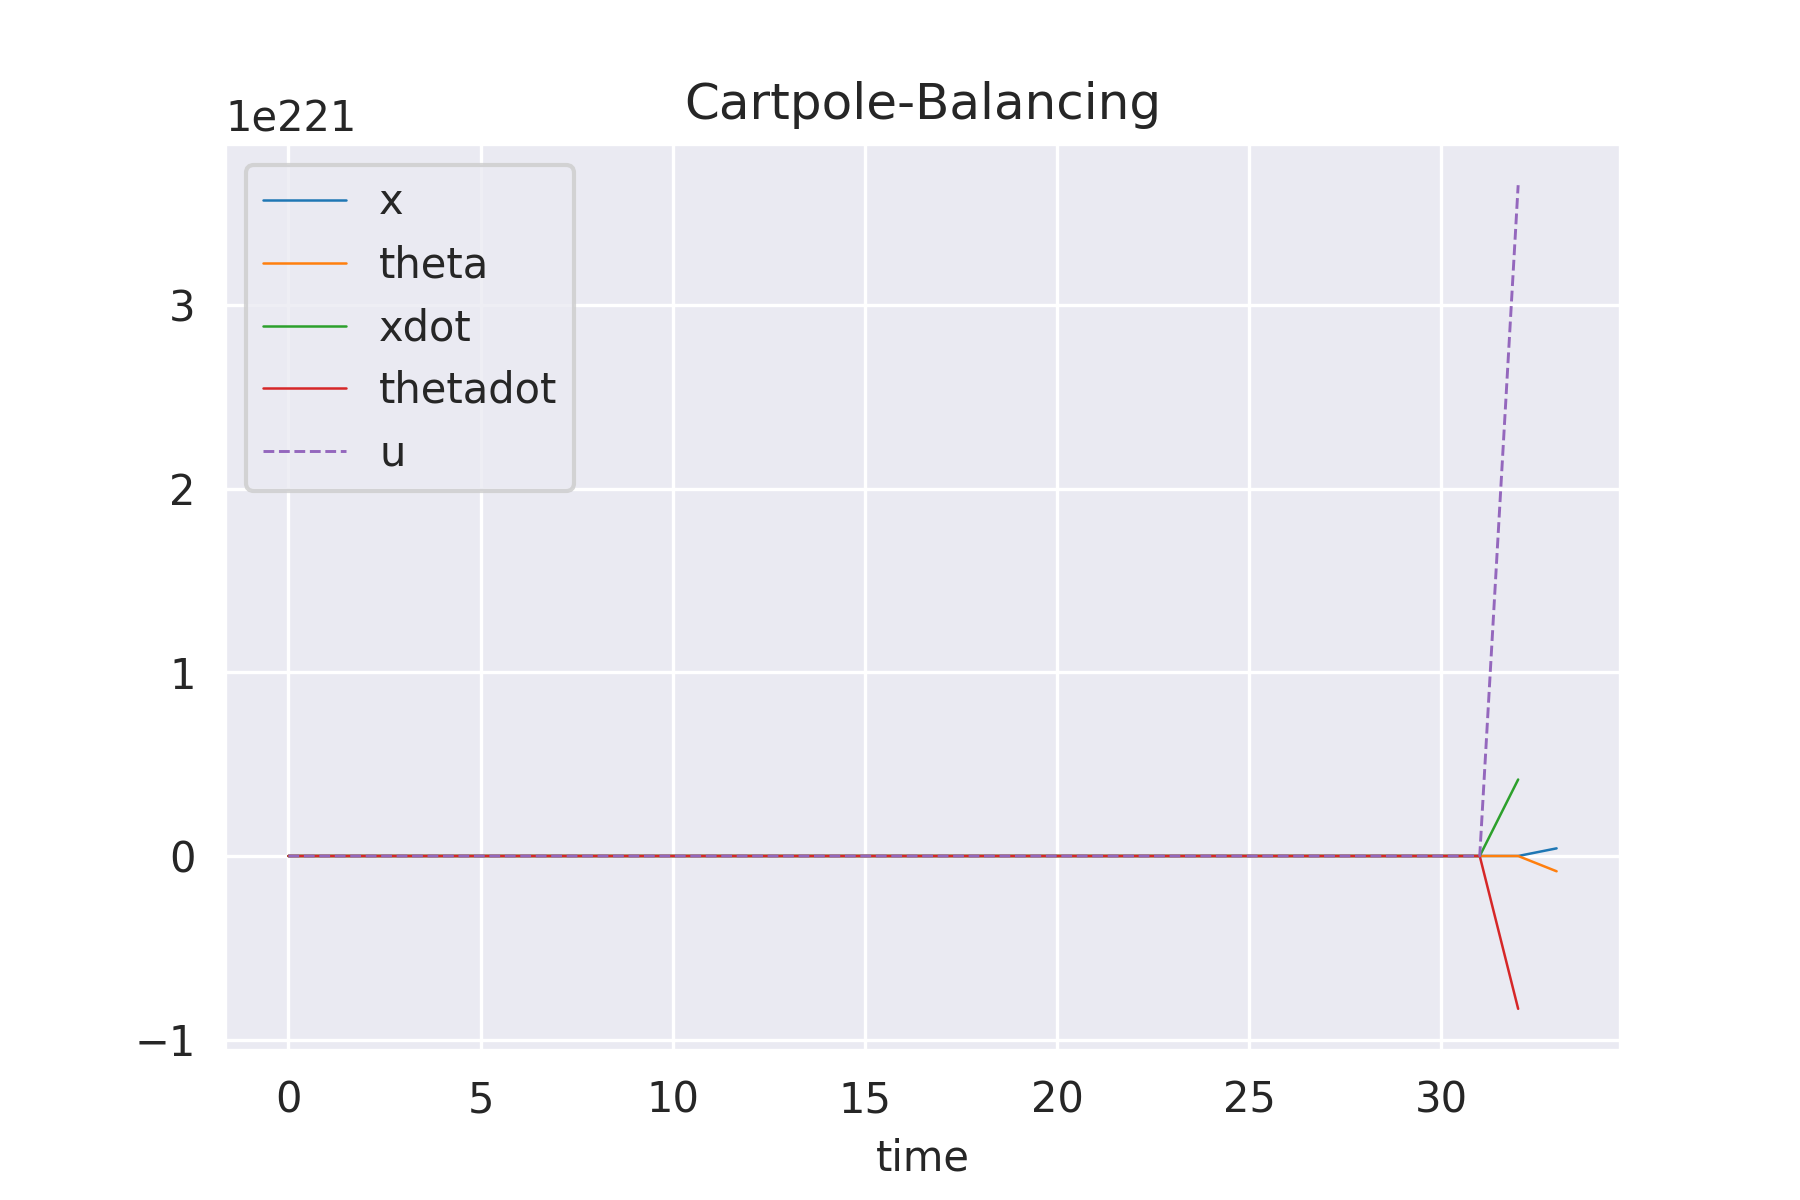 Cartpole-Balancing
1e221
x
theta
xdot
thetadot
u
3
2
1
0
−1
0 5 10 15 20 25 30
time